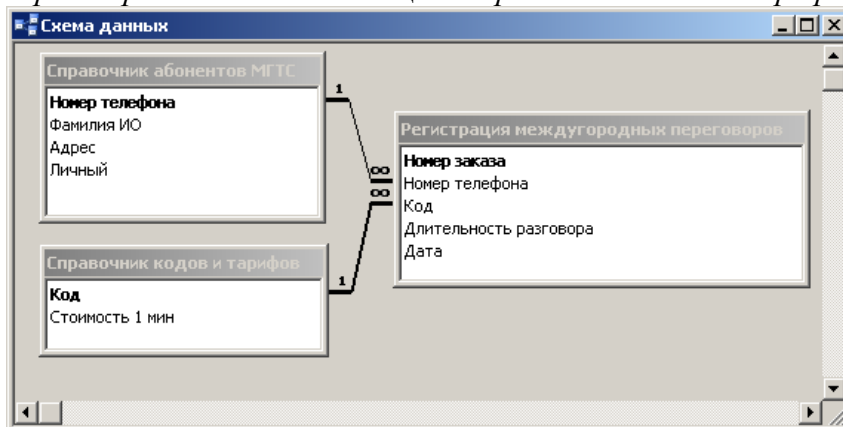 Схема данных
Справочник абонентов МГТС
Номер телефона
Фамилия ИО
Адрес
Личный
1
∞
∞
Регистрация междугородных переговоров
Номер заказа
Номер телефона
Код
Длительность разговора
Дата
Справочник кодов и тарифов
1
Код
Стоимость 1 мин